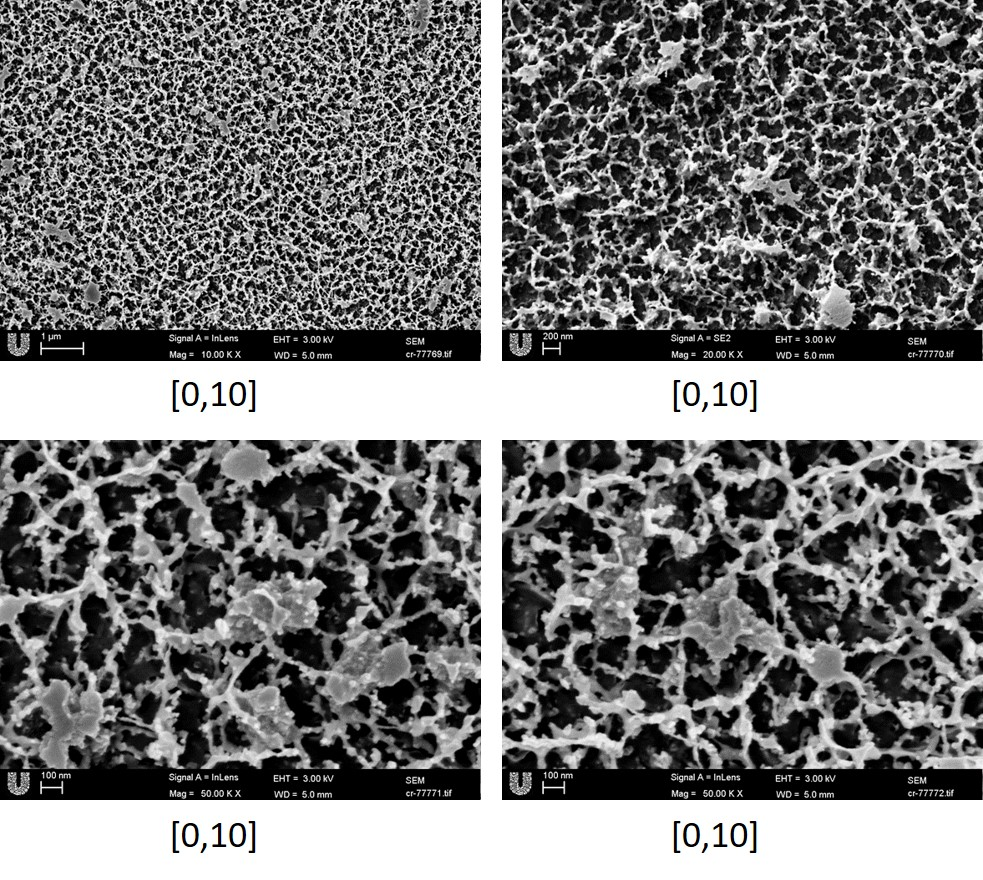 1 µm
Signal A = InLens
EHT = 3.00 kV
SEM
Mag = 10.00 K X
WD = 5.0 mm
cr-77769.tif
[0,10]
200 nm
Signal A = SE2
EHT = 3.00 kV
SEM
Mag = 20.00 K X
WD = 5.0 mm
cr-77770.tif
[0,10]
100 nm
Signal A = InLens
EHT = 3.00 kV
SEM
Mag = 50.00 K X
WD = 5.0 mm
cr-77771.tif
[0,10]
100 nm
Signal A = InLens
EHT = 3.00 kV
SEM
Mag = 50.00 K X
WD = 5.0 mm
cr-77772.tif
[0,10]